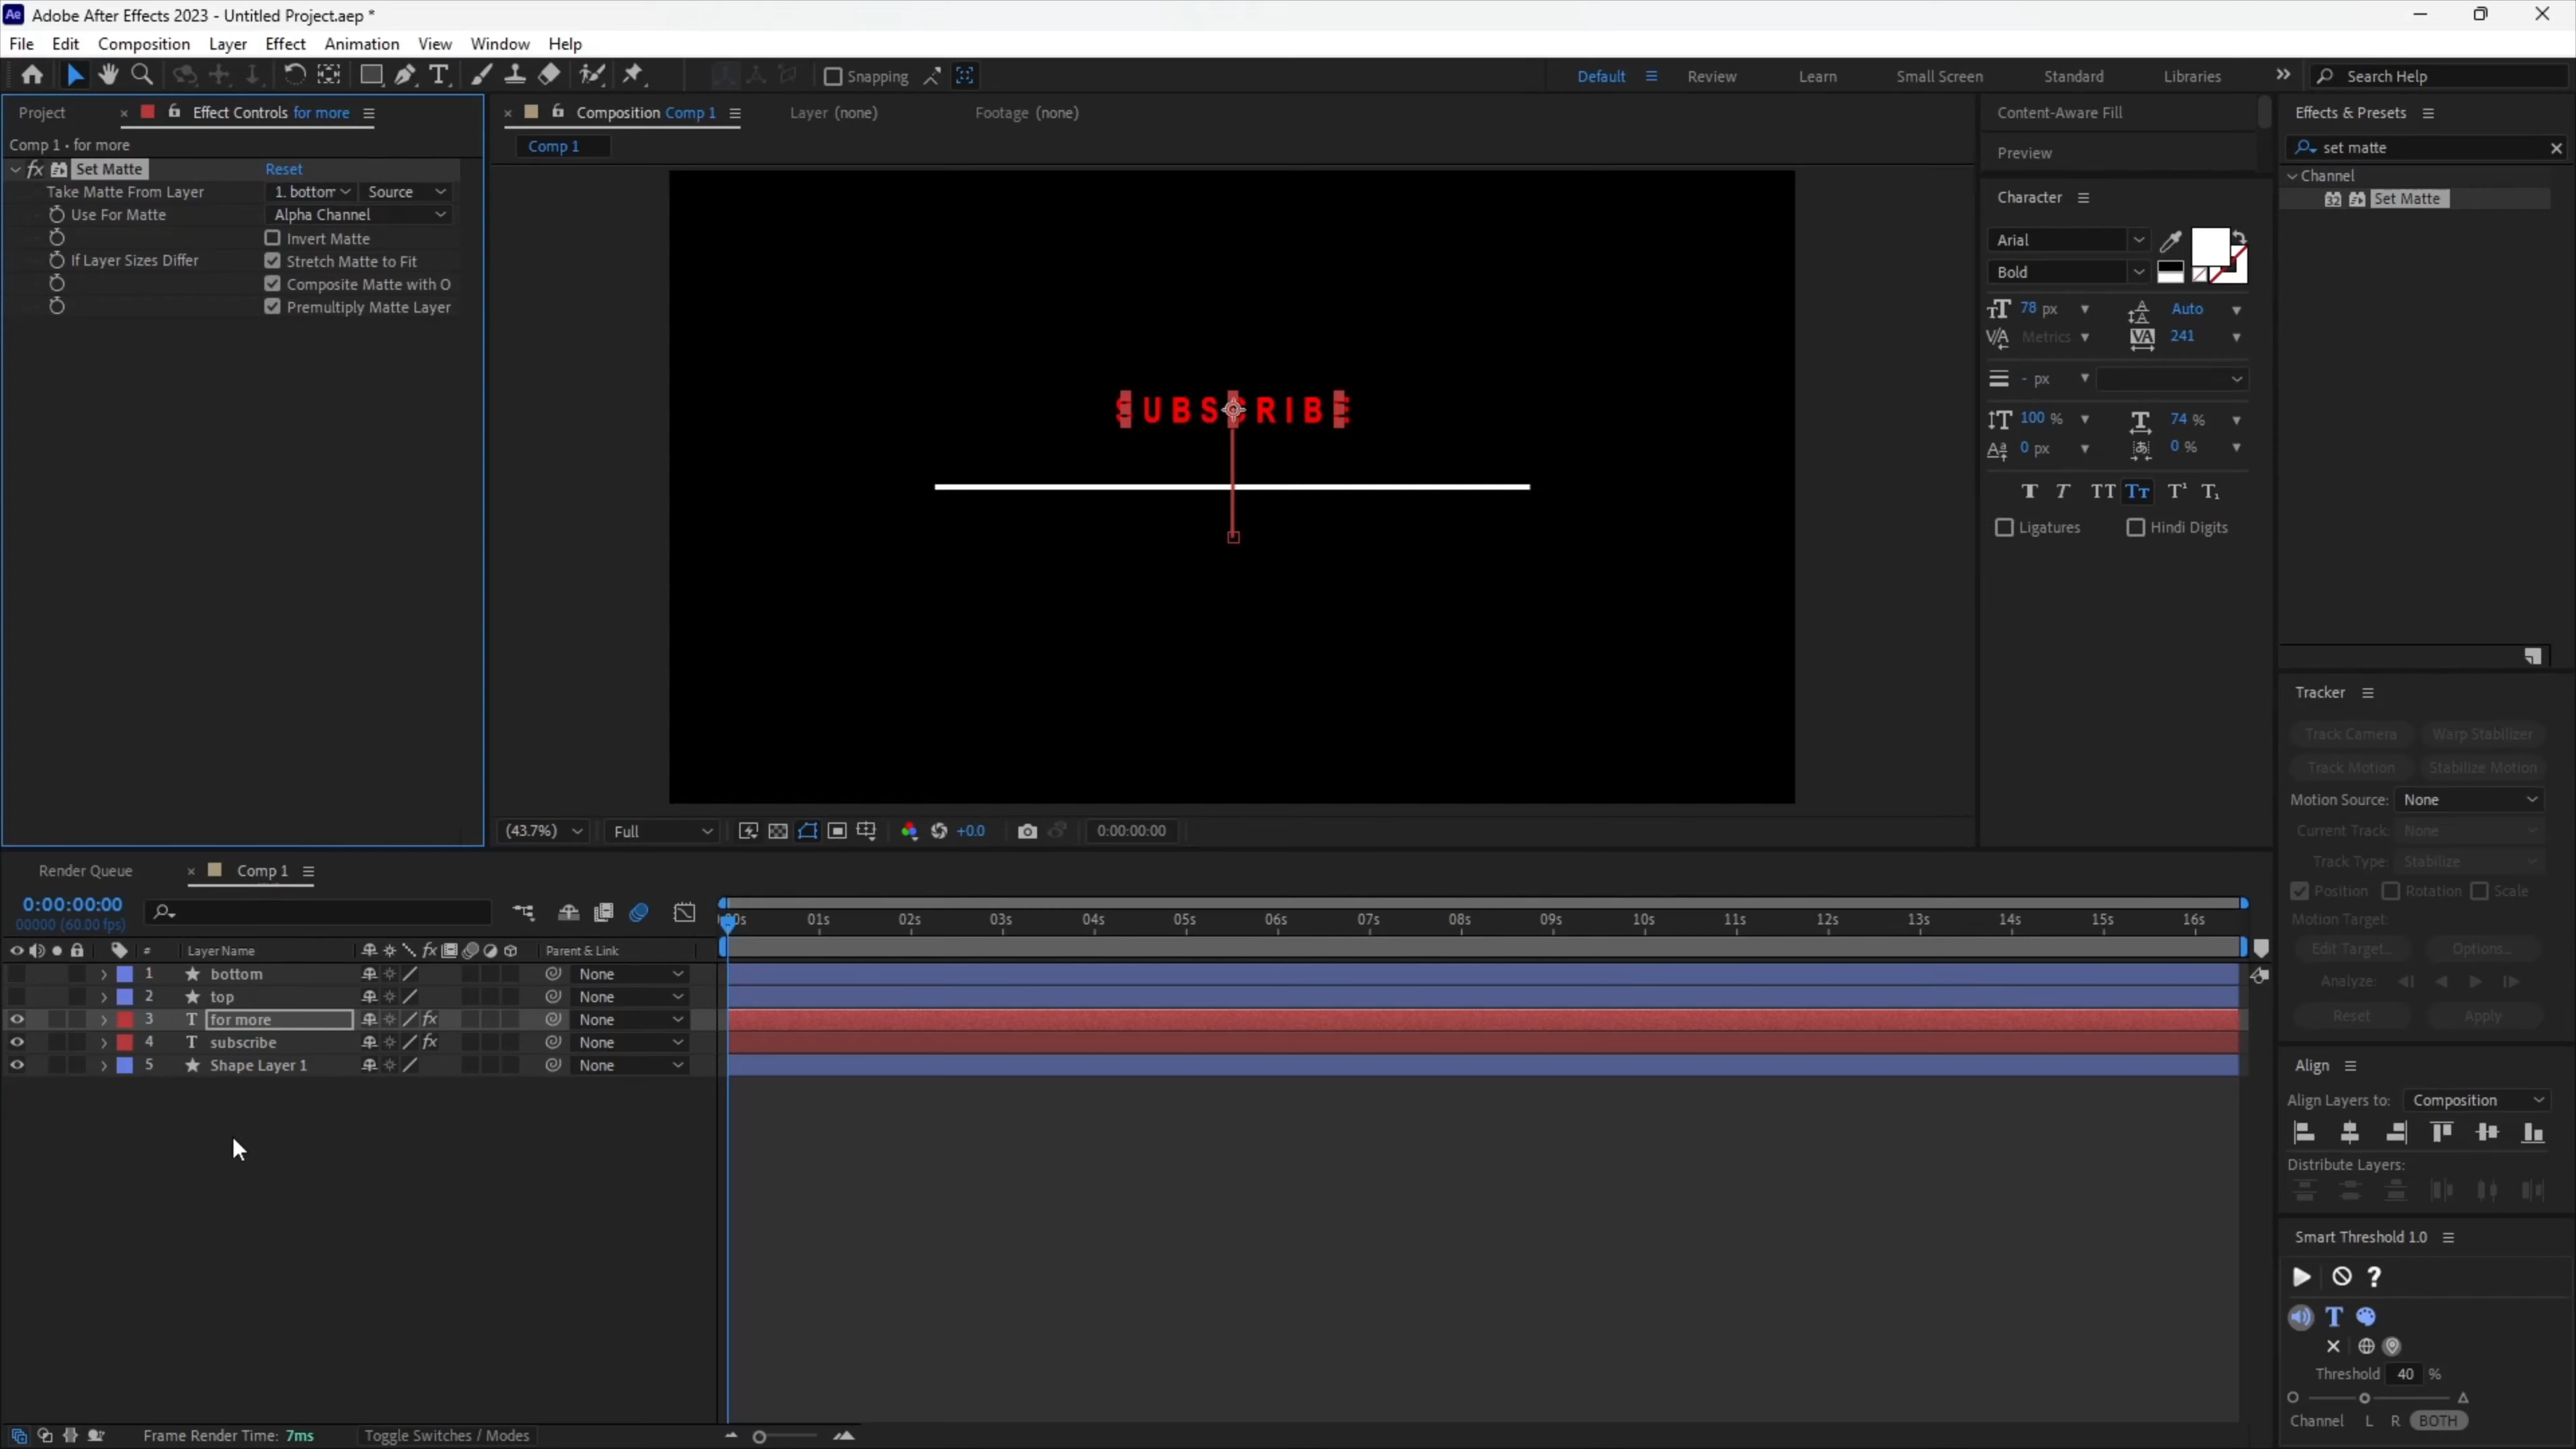 Ae Adobe After Effects 2023 - Untitled Project.aep *
File Edit Composition Layer Effect Animation View Window Help
Snapping
Default Review Learn Small Screen Standard Libraries Search Help
Project
Effect Controls for more
Comp 1 • for more
fx Set Matte Reset
Take Matte From Layer 1. bottom Source
Use For Matte Alpha Channel
Invert Matte
If Layer Sizes Differ Stretch Matte to Fit
Composite Matte with O
Premultiply Matte Layer
Composition Comp 1
Layer (none)
Footage (none)
Comp 1
SUBSCRIBE
(43.7%) Full +0.0 0:00:00:00
Content-Aware Fill
Preview
Character
Arial
Bold
78 px Auto
Metrics 241
- px
100 % 74 %
0 px 0 %
Ligatures Hindi Digits
Effects & Presets
set matte
Channel
32 Set Matte
Tracker
Track Camera Warp Stabilizer
Track Motion Stabilize Motion
Motion Source: None
Current Track: None
Track Type: Stabilize
Position Rotation Scale
Motion Target:
Edit Target... Options...
Analyze:
Reset Apply
Align
Align Layers to: Composition
Distribute Layers:
Smart Threshold 1.0
Threshold 40 %
Channel L R BOTH
Render Queue
Comp 1
0:00:00:00
00000 (60.00 fps)
01s 02s 03s 04s 05s 06s 07s 08s 09s 10s 11s 12s 13s 14s 15s 16s
# Layer Name fx Parent & Link
1 bottom None
2 top None
3 T for more fx None
4 T subscribe fx None
5 Shape Layer 1 None
Frame Render Time: 7ms Toggle Switches / Modes